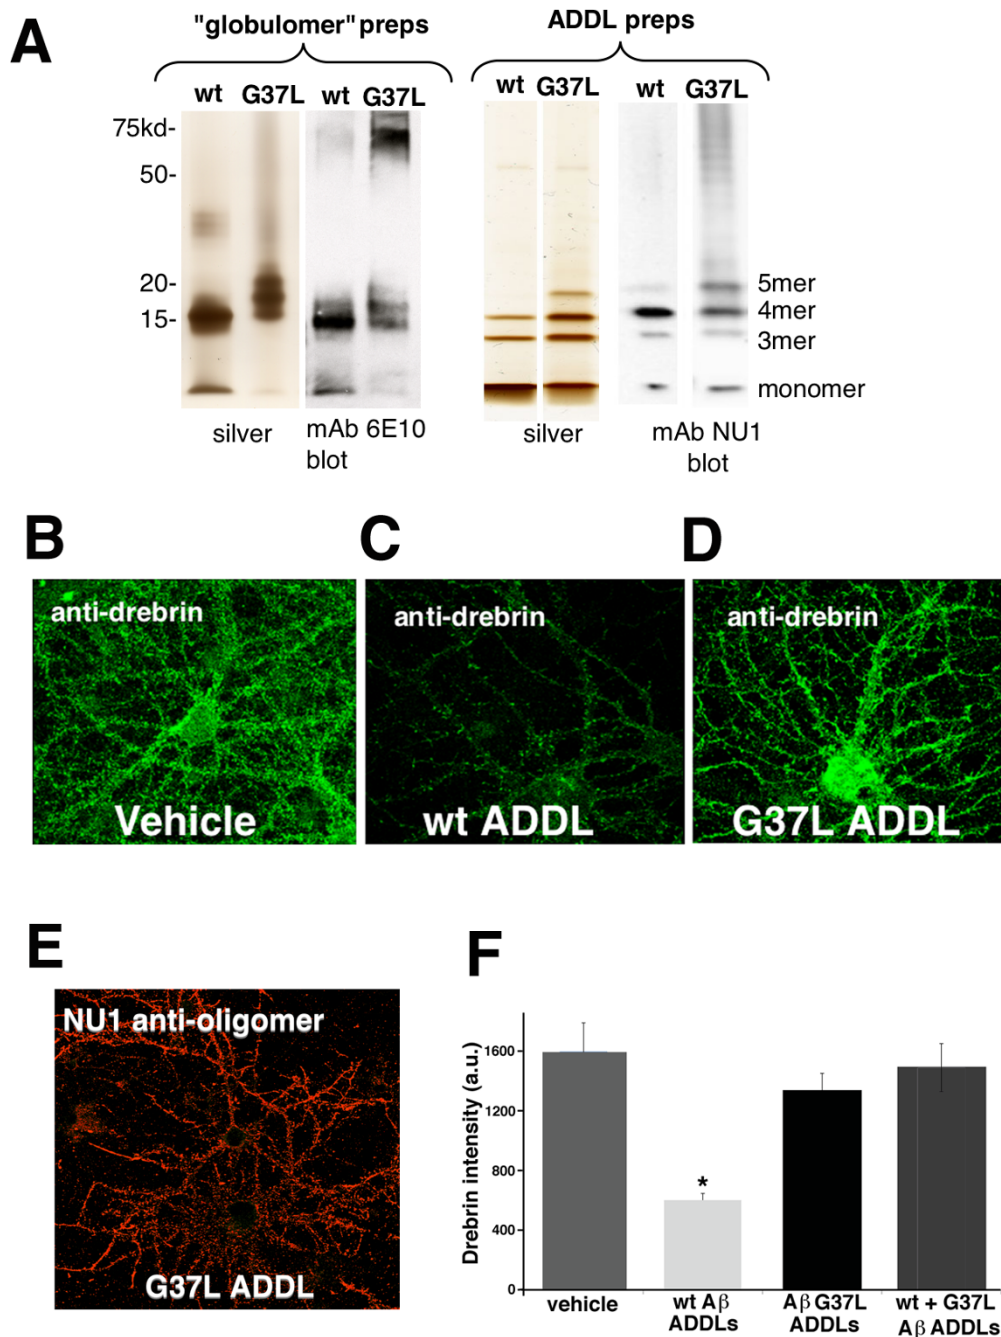 A
"globulomer" preps
ADDL preps
wt G37L wt G37L
wt G37L wt G37L
75kd-
50-
20-
15-
5mer
4mer
3mer
monomer
silver
mAb 6E10
blot
silver
mAb NU1
blot
B
C
D
anti-drebrin
Vehicle
anti-drebrin
wt ADDL
anti-drebrin
G37L ADDL
E
NU1 anti-oligomer
G37L ADDL
F
Drebrin intensity (a.u.)
1600
1200
800
400
0
*
vehicle
wt Aβ
ADDLs
Aβ G37L
ADDLs
wt + G37L
Aβ ADDLs